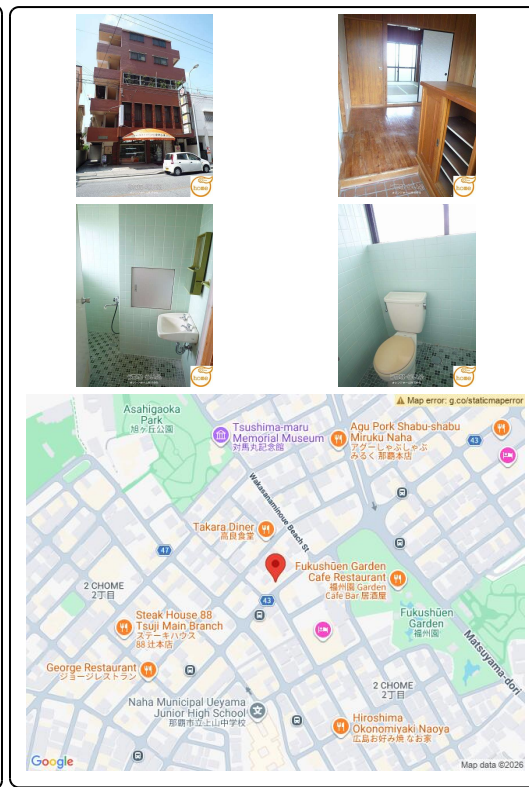 Map error: g.co/staticmaperror
Asahigaoka
Park
旭ヶ丘公園
Tsushima-maru
Memorial Museum
対馬丸記念館
Agu Pork Shabu-shabu
Miruku Naha
アグーしゃぶしゃぶ
みるく 那覇本店
43
Wakasanaminoue Beach St
Takara Diner
高良食堂
47
Fukushūen Garden
Cafe Restaurant
福州園 Garden
Cafe Bar 居酒屋
2 CHOME
2丁目
43
Fukushūen
Garden
福州園
Steak House 88
Tsuji Main Branch
ステーキハウス
88 辻本店
Matsuyama-dori
George Restaurant
ジョージレストラン
2 CHOME
2丁目
Naha Municipal Ueyama
Junior High School
那覇市立上山中学校
Hiroshima
Okonomiyaki Naoya
広島お好み焼 なお家
Google
Map data ©2026